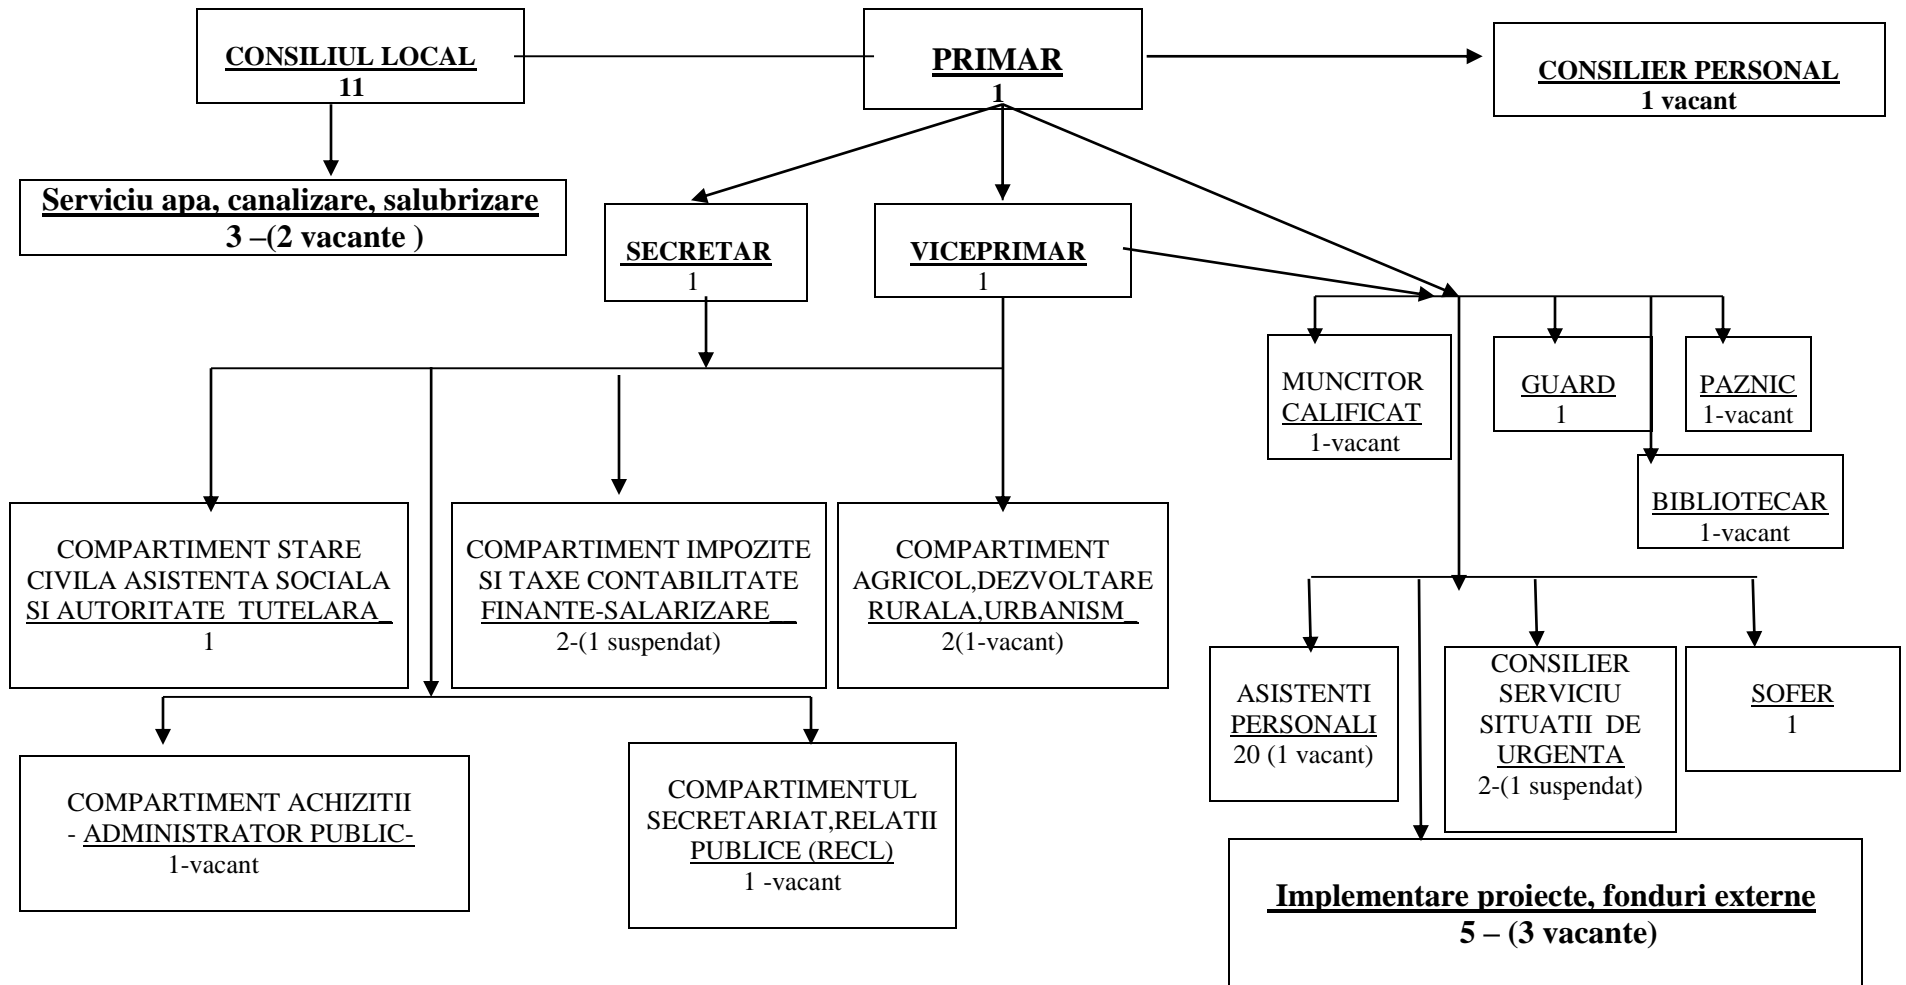 CONSILIUL LOCAL
11
PRIMAR
1
CONSILIER PERSONAL
1 vacant
Serviciu apa, canalizare, salubrizare
3 –(2 vacante )
SECRETAR
1
VICEPRIMAR
1
MUNCITOR
CALIFICAT
1-vacant
GUARD
1
PAZNIC
1-vacant
BIBLIOTECAR
1-vacant
COMPARTIMENT STARE
CIVILA ASISTENTA SOCIALA
SI AUTORITATE  TUTELARA_
1
COMPARTIMENT IMPOZITE
SI TAXE CONTABILITATE
FINANTE-SALARIZARE__
2-(1 suspendat)
COMPARTIMENT
AGRICOL,DEZVOLTARE
RURALA,URBANISM_
2(1-vacant)
ASISTENTI
PERSONALI
20 (1 vacant)
CONSILIER
SERVICIU
SITUATII  DE
URGENTA
2-(1 suspendat)
SOFER
1
COMPARTIMENT ACHIZITII
- ADMINISTRATOR PUBLIC-
1-vacant
COMPARTIMENTUL
SECRETARIAT,RELATII
PUBLICE (RECL)
1 -vacant
Implementare proiecte, fonduri externe
5 – (3 vacante)